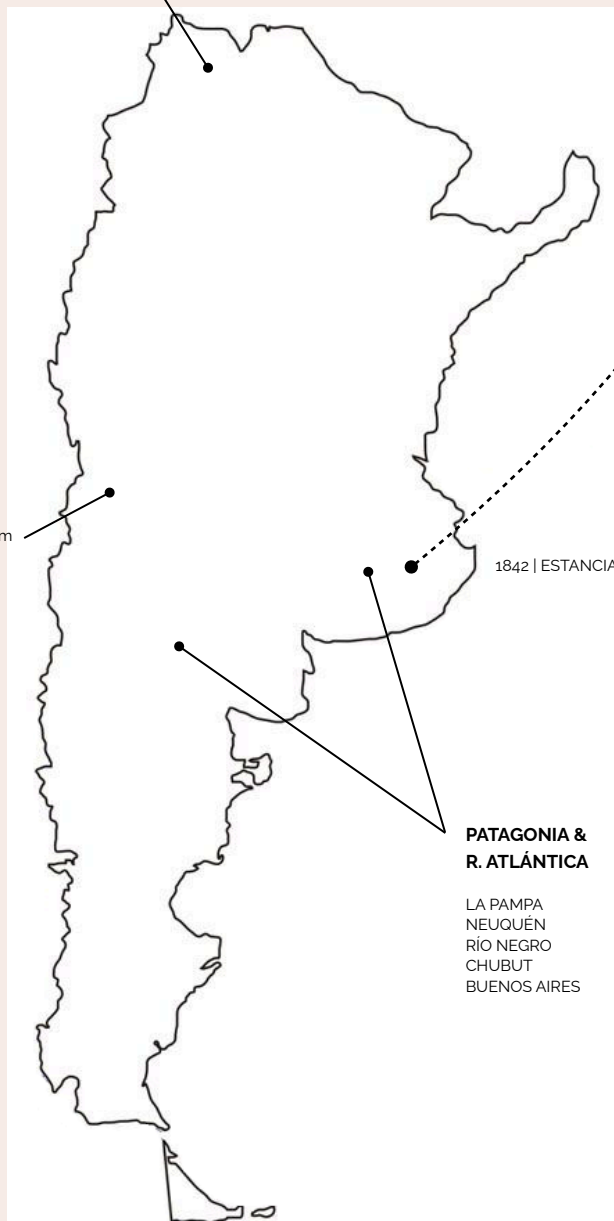 m
1842 | ESTANCIA
PATAGONIA &
R. ATLÁNTICA
LA PAMPA
NEUQUÉN
RÍO NEGRO
CHUBUT
BUENOS AIRES